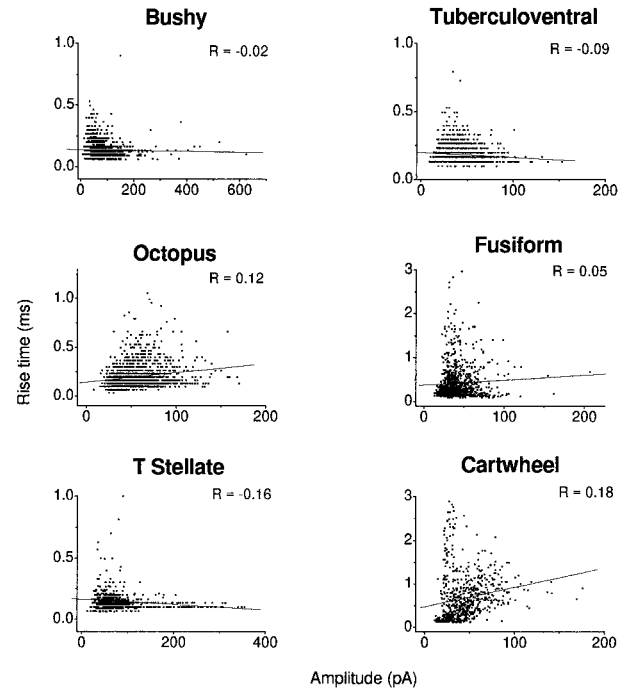 Bushy
R = -0.02
1.0
0.5
0.0
0 200 400 600
Tuberculoventral
R = -0.09
1.0
0.5
0.0
0 100 200
Octopus
R = 0.12
1.0
0.5
0.0
0 100 200
Fusiform
R = 0.05
3
2
1
0
0 100 200
T Stellate
R = -0.16
1.0
0.5
0.0
0 200 400
Cartwheel
R = 0.18
3
2
1
0
0 100 200
Rise time (ms)
Amplitude (pA)